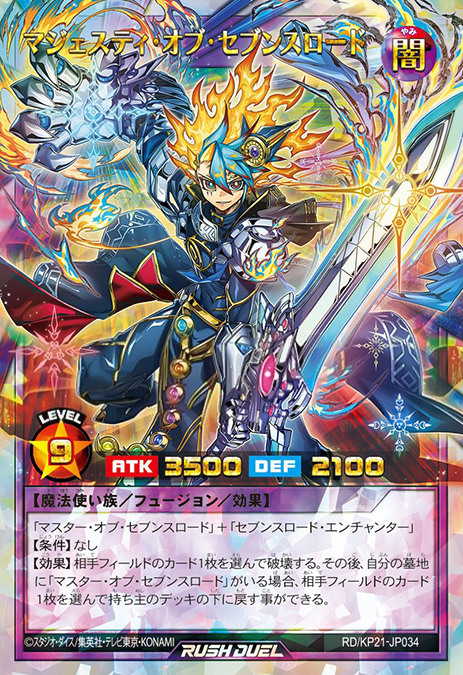 マジェスティ・オブ・セブンスロード
やみ
闇
LEVEL
9
ATK 3500 DEF 2100
【魔法使い族／フュージョン／効果】
「マスター・オブ・セブンスロード」＋「セブンスロード・エンチャンター」
【条件】なし
【効果】相手フィールドのカード1枚を選んで破壊する。その後、自分の墓地
に「マスター・オブ・セブンスロード」がいる場合、相手フィールドのカード
1枚を選んで持ち主のデッキの下に戻す事ができる。
©スタジオ・ダイス/集英社・テレビ東京・KONAMI
RUSH DUEL
RD/KP21-JP034